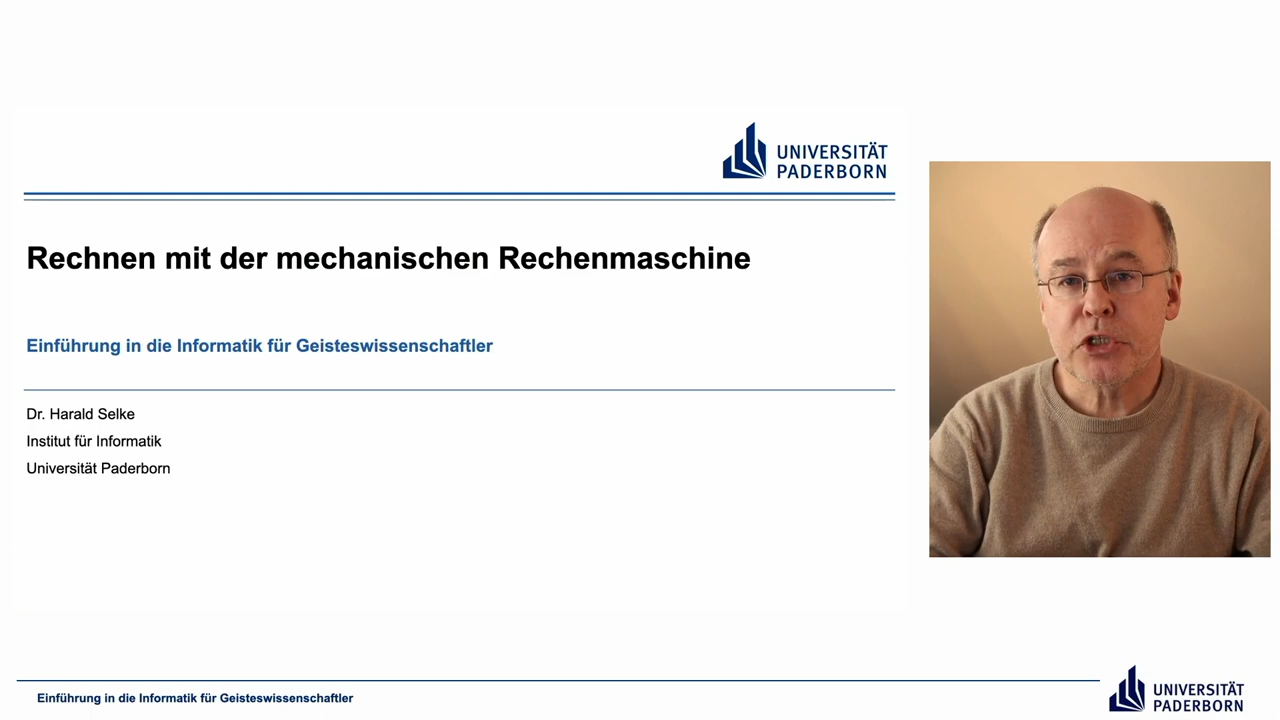 UNIVERSITÄT
PADERBORN
Rechnen mit der mechanischen Rechenmaschine
Einführung in die Informatik für Geisteswissenschaftler
Dr. Harald Selke
Institut für Informatik
Universität Paderborn
Einführung in die Informatik für Geisteswissenschaftler
UNIVERSITÄT
PADERBORN